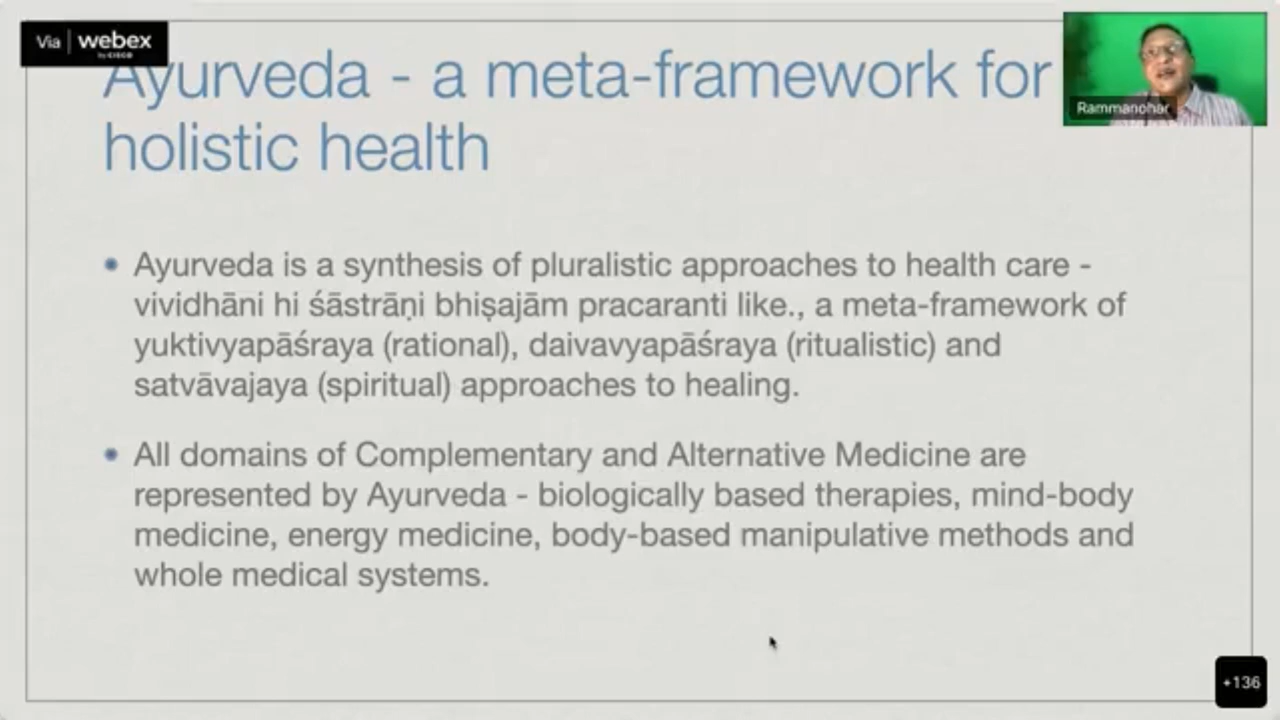 Via | webex
by CISCO
Ayurveda - a meta-framework for
holistic health
Rammanohar
• Ayurveda is a synthesis of pluralistic approaches to health care -
vividhāni hi śāstrāṇi bhiṣajām pracaranti like., a meta-framework of
yuktivyapāśraya (rational), daivavyapāśraya (ritualistic) and
satvāvajaya (spiritual) approaches to healing.
• All domains of Complementary and Alternative Medicine are
represented by Ayurveda - biologically based therapies, mind-body
medicine, energy medicine, body-based manipulative methods and
whole medical systems.
+136